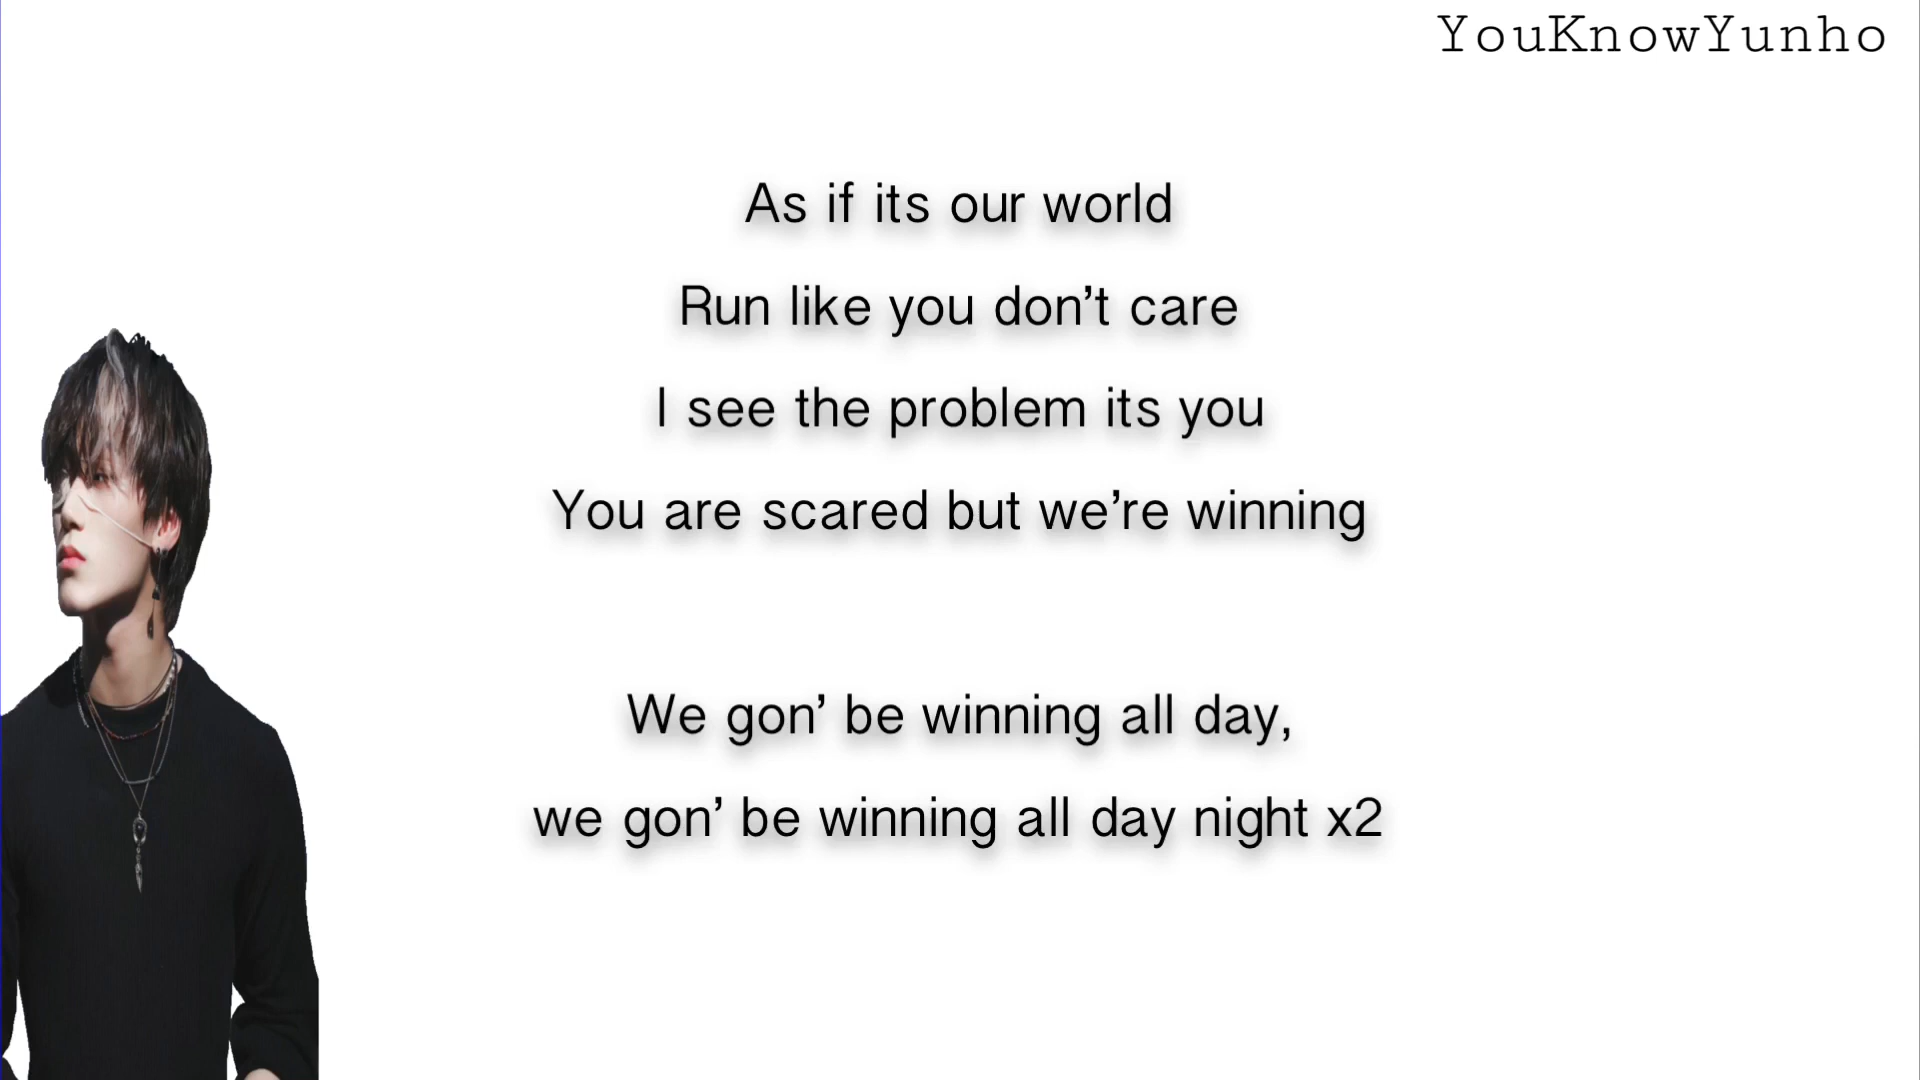 YouKnowYunho
As if its our world
Run like you don’t care
I see the problem its you
You are scared but we’re winning
We gon’ be winning all day,
we gon’ be winning all day night x2